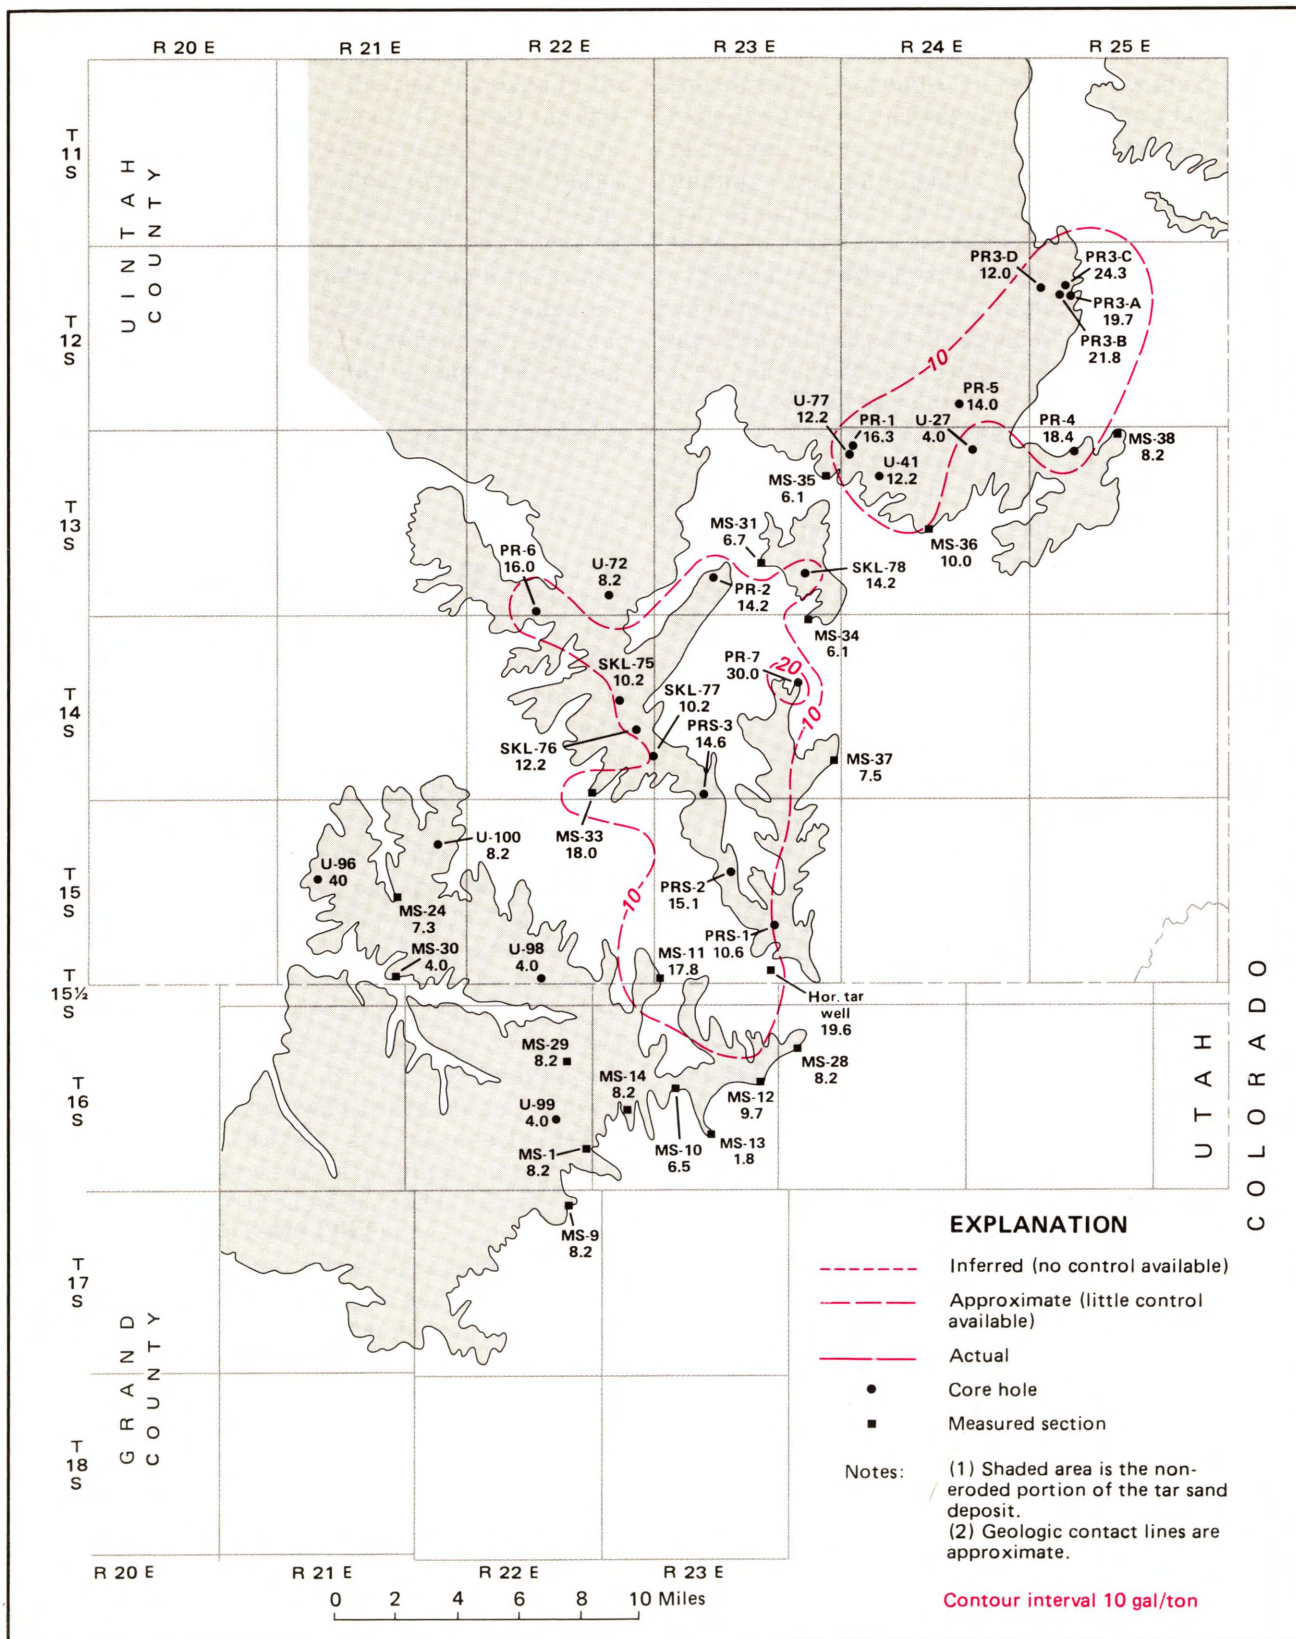 R 20 E
R 21 E
R 22 E
R 23 E
R 24 E
R 25 E
T
11
S
UINTAH
COUNTY
T
12
S
PR3-D
12.0
PR3-C
24.3
PR3-A
19.7
PR3-B
21.8
10
PR-5
14.0
U-77
12.2
PR-1
16.3
U-27
4.0
PR-4
18.4
MS-38
8.2
U-41
12.2
MS-35
6.1
T
13
S
MS-31
6.7
MS-36
10.0
PR-6
16.0
U-72
8.2
SKL-78
14.2
PR-2
14.2
MS-34
6.1
PR-7
30.0
20
SKL-75
10.2
SKL-77
10.2
10
T
14
S
PRS-3
14.6
SKL-76
12.2
MS-37
7.5
MS-33
18.0
U-100
8.2
U-96
40
T
15
S
PRS-2
15.1
10
MS-24
7.3
PRS-1
10.6
MS-30
4.0
U-98
4.0
MS-11
17.8
T
15½
S
Hor. tar
well
19.6
MS-29
8.2
MS-28
8.2
MS-14
8.2
MS-12
9.7
T
16
S
U-99
4.0
MS-13
1.8
MS-10
6.5
MS-1
8.2
UTAH
COLORADO
MS-9
8.2
T
17
S
GRAND
COUNTY
T
18
S
EXPLANATION
Inferred (no control available)
Approximate (little control
available)
Actual
Core hole
Measured section
Notes:
(1) Shaded area is the non-
eroded portion of the tar sand
deposit.
(2) Geologic contact lines are
approximate.
Contour interval 10 gal/ton
R 20 E
R 21 E
R 22 E
R 23 E
0 2 4 6 8 10 Miles